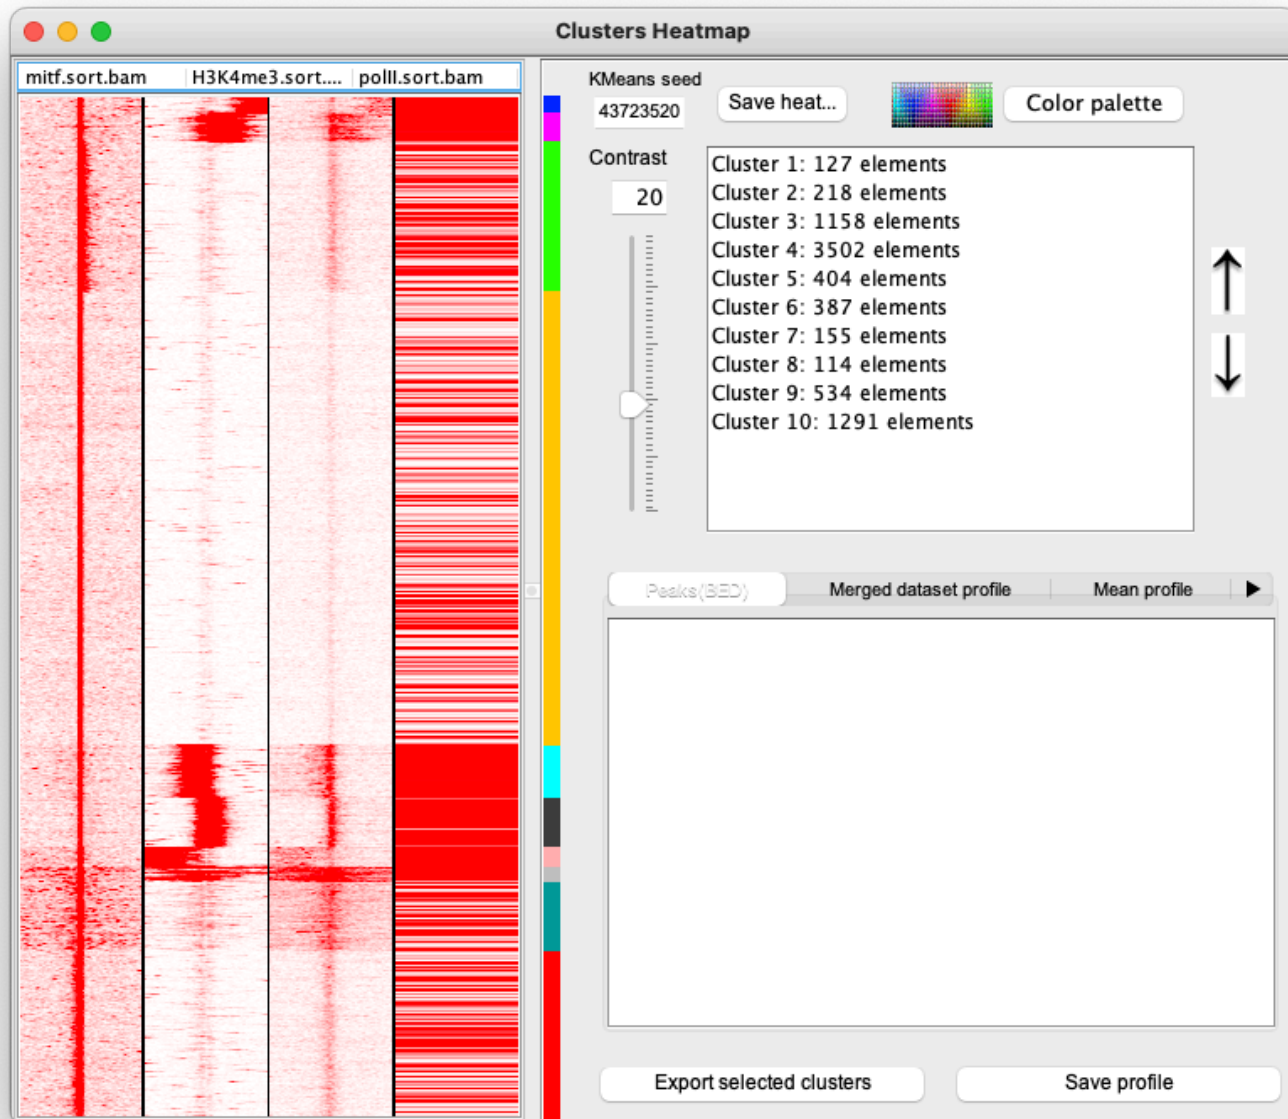 Clusters Heatmap
mitf.sort.bam
H3K4me3.sort....
polII.sort.bam
KMeans seed
43723520
Save heat...
Color palette
Contrast
20
Cluster 1: 127 elements
Cluster 2: 218 elements
Cluster 3: 1158 elements
Cluster 4: 3502 elements
Cluster 5: 404 elements
Cluster 6: 387 elements
Cluster 7: 155 elements
Cluster 8: 114 elements
Cluster 9: 534 elements
Cluster 10: 1291 elements
Peaks(BED)
Merged dataset profile
Mean profile
Export selected clusters
Save profile